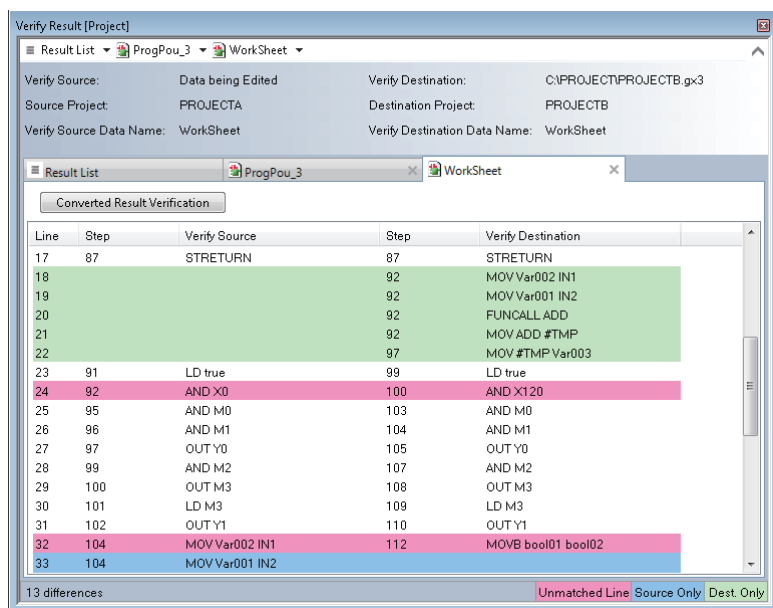 Verify Result [Project]
Result List ProgPou_3 WorkSheet
Verify Source: Data being Edited Verify Destination: C:\PROJECT\PROJECTB.gx3
Source Project: PROJECTA Destination Project: PROJECTB
Verify Source Data Name: WorkSheet Verify Destination Data Name: WorkSheet
Result List ProgPou_3 WorkSheet
Converted Result Verification
Line Step Verify Source Step Verify Destination
17 87 STRETURN 87 STRETURN
18 92 MOV Var002 IN1
19 92 MOV Var001 IN2
20 92 FUNCALL ADD
21 92 MOV ADD #TMP
22 97 MOV #TMP Var003
23 91 LD true 99 LD true
24 92 AND X0 100 AND X120
25 95 AND M0 103 AND M0
26 96 AND M1 104 AND M1
27 97 OUT Y0 105 OUT Y0
28 99 AND M2 107 AND M2
29 100 OUT M3 108 OUT M3
30 101 LD M3 109 LD M3
31 102 OUT Y1 110 OUT Y1
32 104 MOV Var002 IN1 112 MOVB bool01 bool02
33 104 MOV Var001 IN2
13 differences Unmatched Line Source Only Dest. Only